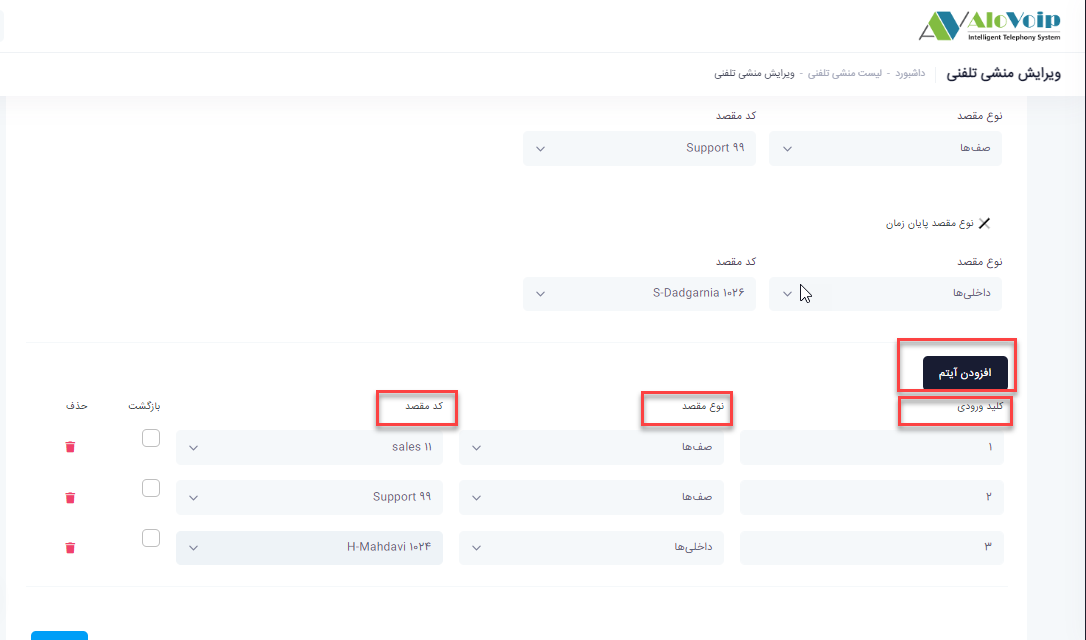 AloVoip
Intelligent Telephony System
ویرایش منشی تلفنی | داشبورد - لیست منشی تلفنی - ویرایش منشی تلفنی
نوع مقصد کد مقصد
صف‌ها Support ۹۹
نوع مقصد پایان زمان
نوع مقصد کد مقصد
داخلی‌ها S-Dadgarnia ۱۰۲۶
افزودن آیتم
کلید ورودی نوع مقصد کد مقصد بازگشت حذف
۱ صف‌ها sales ۱۱
۲ صف‌ها Support ۹۹
۳ داخلی‌ها H-Mahdavi ۱۰۲۴